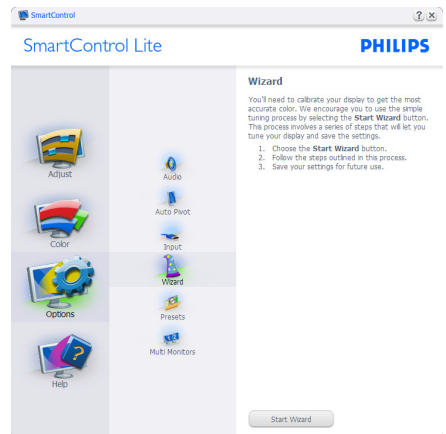 SmartControl
? ×
SmartControl Lite
PHILIPS
Adjust
Color
Options
Help
Audio
Auto Pivot
Input
Wizard
Presets
Multi Monitors
Wizard
You'll need to calibrate your display to get the most
accurate color. We encourage you to use the simple
tuning process by selecting the Start Wizard button.
This process involves a series of steps that will let you
tune your display and save the settings.
1. Choose the Start Wizard button.
2. Follow the steps outlined in this process.
3. Save your settings for future use.
Start Wizard